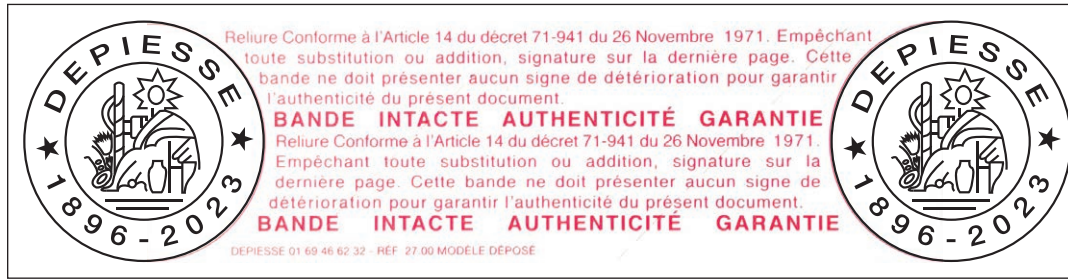 DEPIESSE
★ 1896-2023 ★
Reliure Conforme à l'Article 14 du décret 71-941 du 26 Novembre 1971. Empêchant
toute substitution ou addition, signature sur la dernière page. Cette
bande ne doit présenter aucun signe de détérioration pour garantir
l'authenticité du présent document.
BANDE INTACTE AUTHENTICITÉ GARANTIE
Reliure Conforme à l'Article 14 du décret 71-941 du 26 Novembre 1971.
Empêchant toute substitution ou addition, signature sur la
dernière page. Cette bande ne doit présenter aucun signe de
détérioration pour garantir l'authenticité du présent document.
BANDE INTACTE AUTHENTICITÉ GARANTIE
DEPIESSE 01 69 46 62 32 - RÉF 27.00 MODÈLE DÉPOSÉ
DEPIESSE
★ 1896-2023 ★